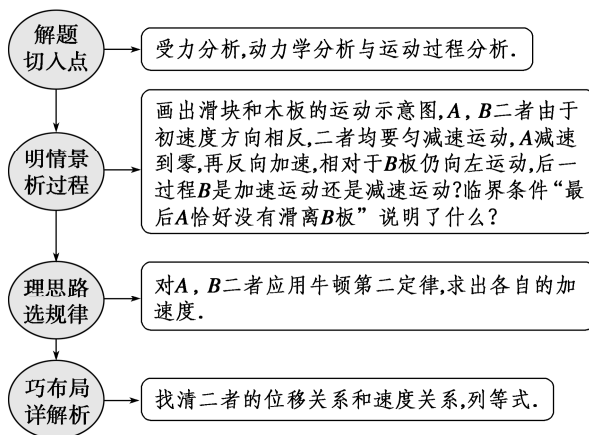 解题
切入点
受力分析,动力学分析与运动过程分析.
明情景
析过程
画出滑块和木板的运动示意图,A,B二者由于
初速度方向相反,二者均要匀减速运动,A减速
到零,再反向加速,相对于B板仍向左运动,后一
过程B是加速运动还是减速运动?临界条件“最
后A恰好没有滑离B板”说明了什么?
理思路
选规律
对A,B二者应用牛顿第二定律,求出各自的加
速度.
巧布局
详解析
找清二者的位移关系和速度关系,列等式.